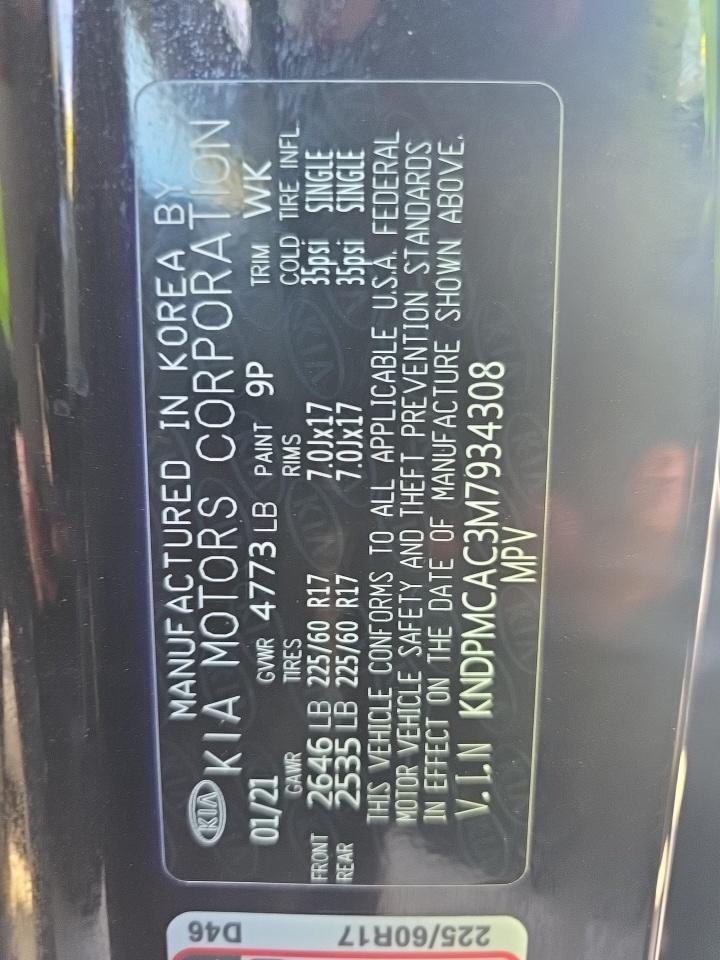 MANUFACTURED IN KOREA BY
KIA KIA MOTORS CORPORATION
01/21 GVWR 4773 LB PAINT 9P TRIM WK
GAWR TIRES RIMS COLD TIRE INFL
FRONT 2646 LB 225/60 R17 7.0Jx17 35psi SINGLE
REAR 2535 LB 225/60 R17 7.0Jx17 35psi SINGLE
THIS VEHICLE CONFORMS TO ALL APPLICABLE U.S.A. FEDERAL
MOTOR VEHICLE SAFETY AND THEFT PREVENTION STANDARDS
IN EFFECT ON THE DATE OF MANUFACTURE SHOWN ABOVE.
V.I.N KNDPMCAC3M7934308
MPV
225/60R17 D46